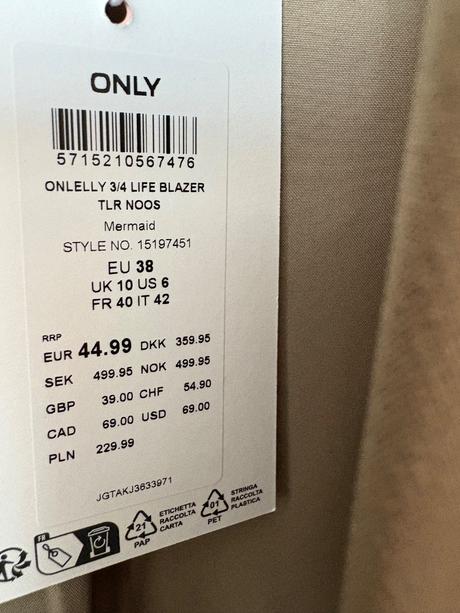 ONLY
5715210567476
ONLELLY 3/4 LIFE BLAZER
TLR NOOS
Mermaid
STYLE NO. 15197451
EU 38
UK 10 US 6
FR 40 IT 42
RRP
EUR 44.99 DKK 359.95
SEK 499.95 NOK 499.95
GBP 39.00 CHF 54.90
CAD 69.00 USD 69.00
PLN 229.99
JGTAKJ3633971
FR
21
PAP
ETICHETTA
RACCOLTA
CARTA
01
PET
STRINGA
RACCOLTA
PLASTICA